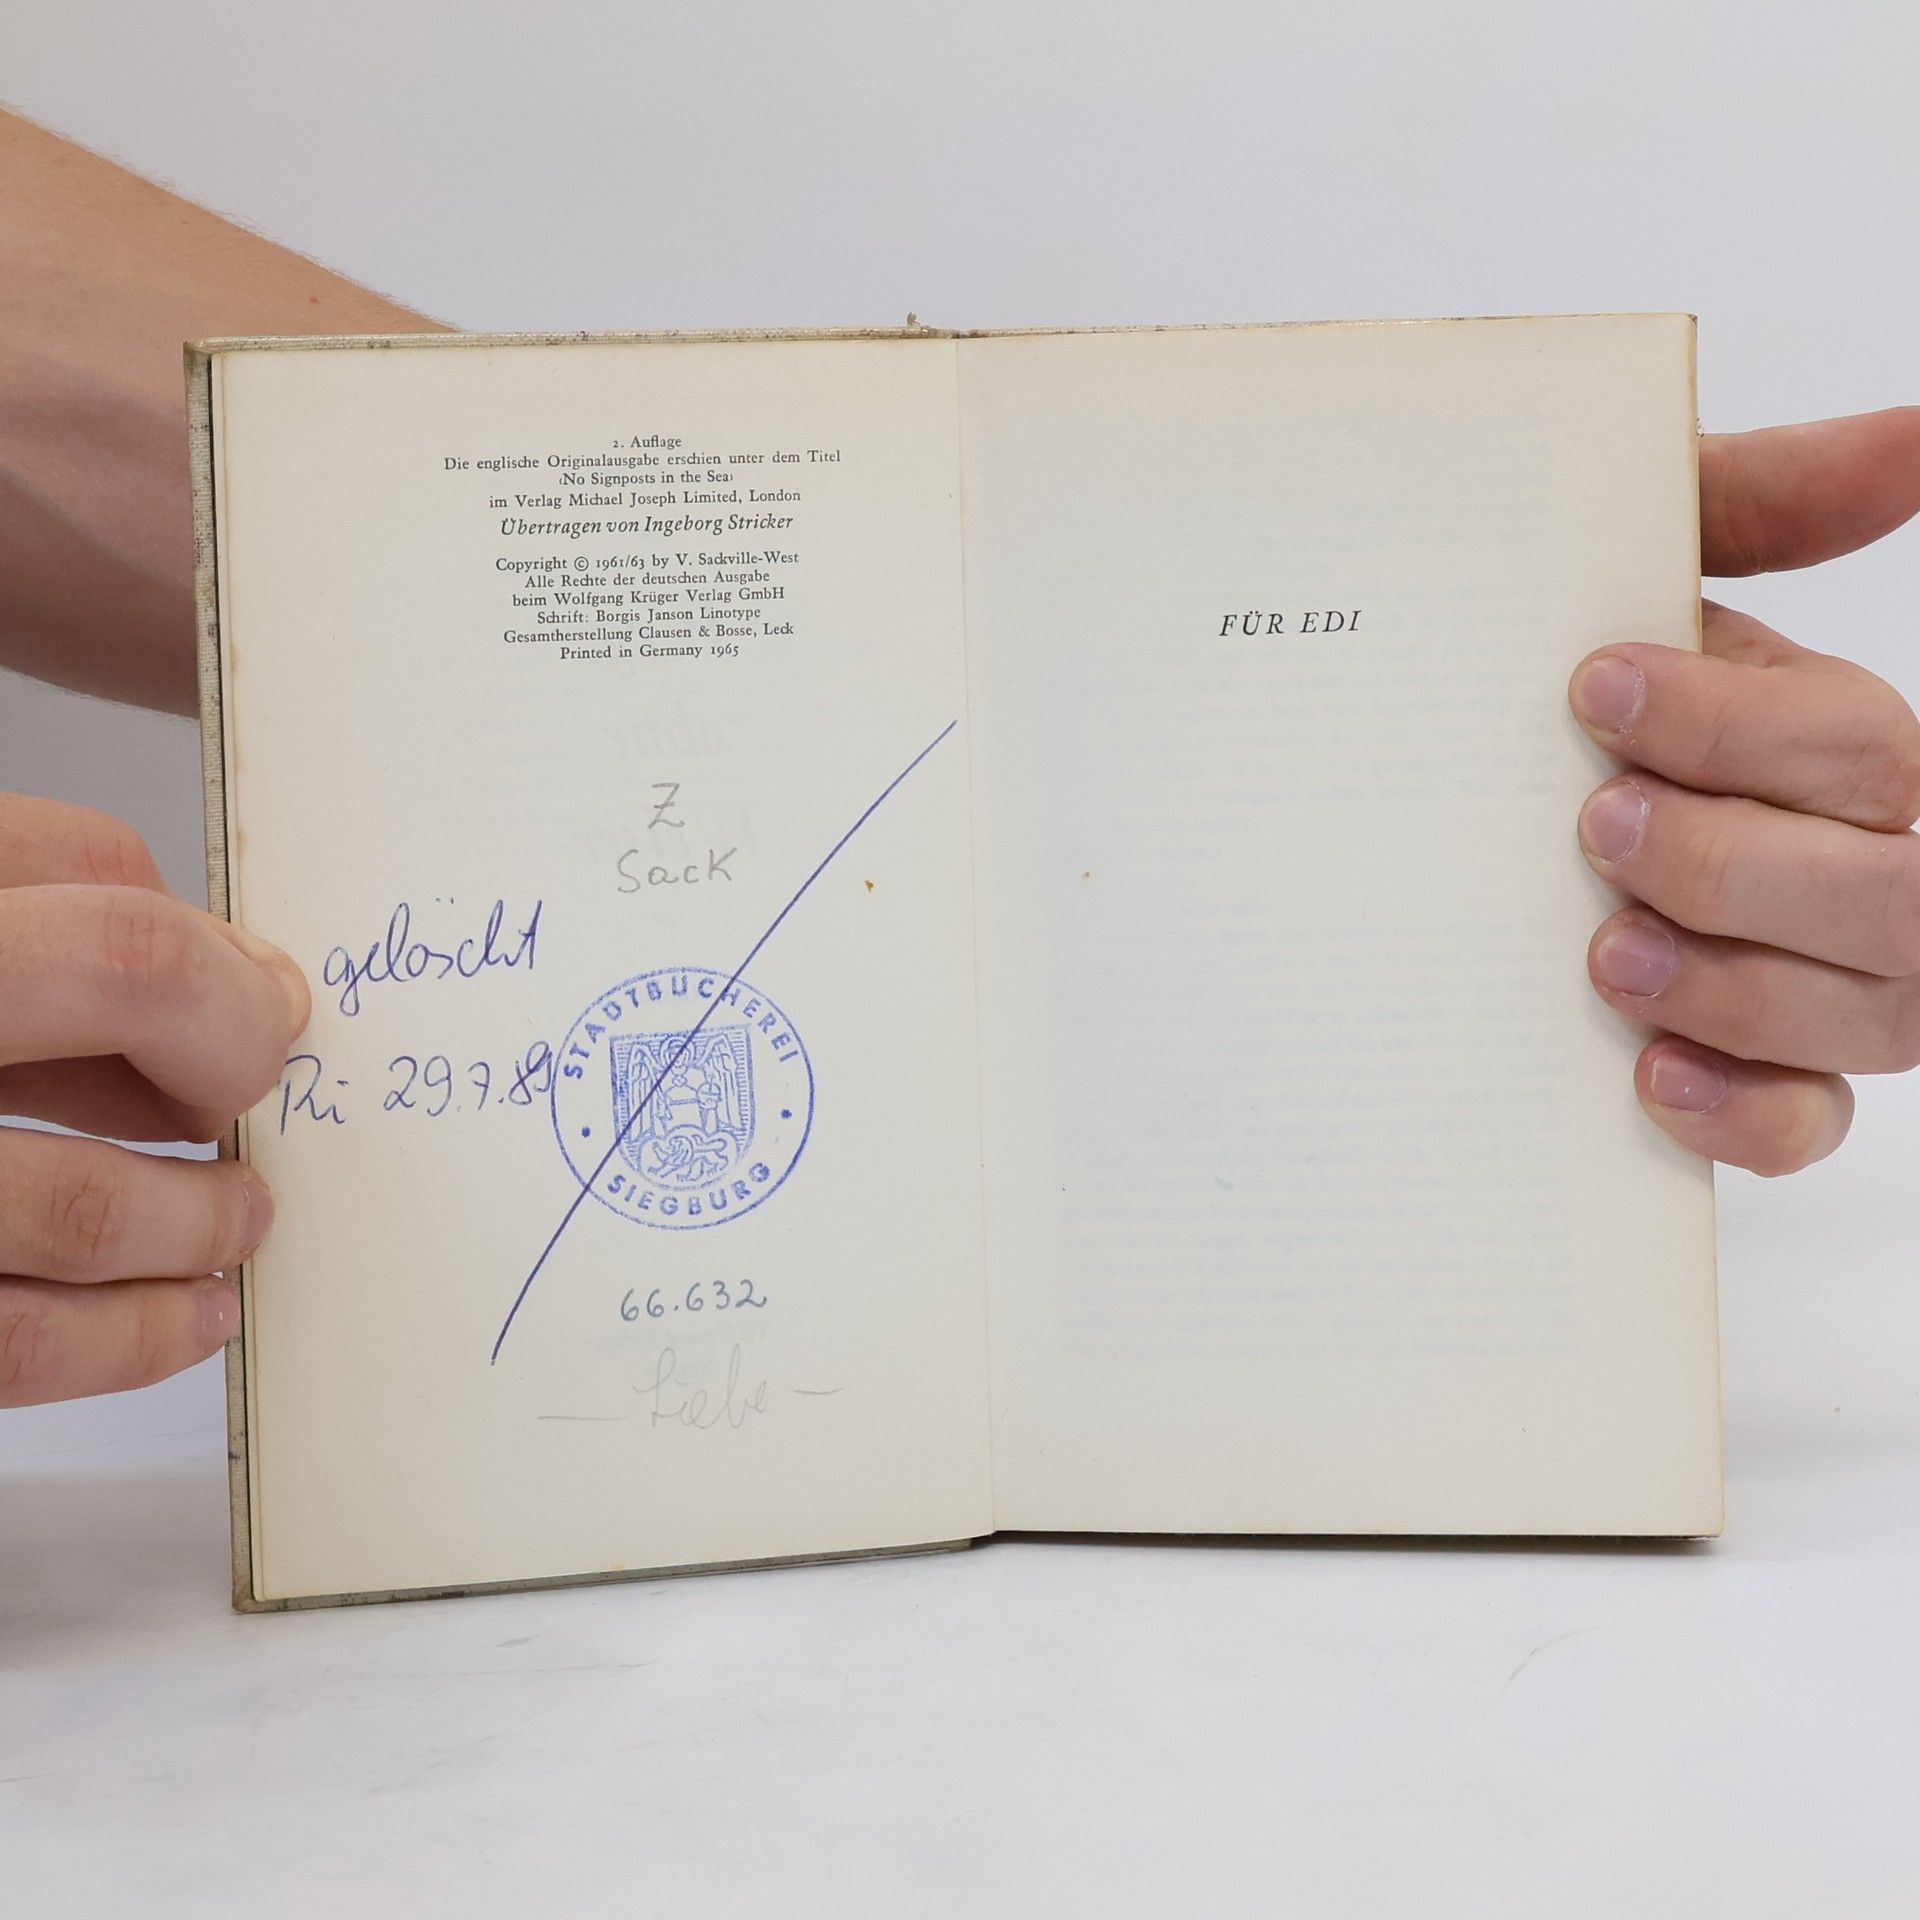 2. Auflage
Die englische Originalausgabe erschien unter dem Titel
‹No Signposts in the Sea›
im Verlag Michael Joseph Limited, London
Übertragen von Ingeborg Stricker
Copyright © 1961/63 by V. Sackville-West
Alle Rechte der deutschen Ausgabe
beim Wolfgang Krüger Verlag GmbH
Schrift: Borgis Janson Linotype
Gesamtherstellung Clausen & Bosse, Leck
Printed in Germany 1965
Z
Sack
gelöscht
Ri 29.7.89
STADTBÜCHEREI
SIEGBURG
66.632
— Liebe —
FÜR EDI